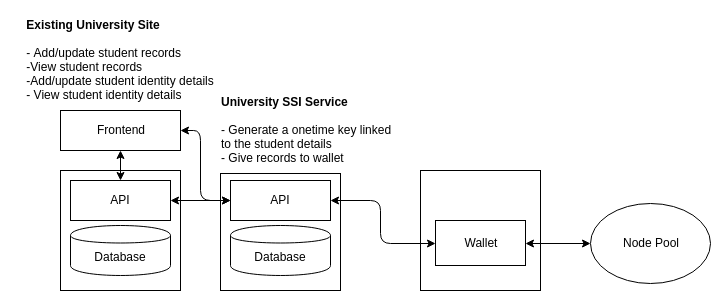 Existing University Site
- Add/update student records
-View student records
-Add/update student identity details
- View student identity details
University SSI Service
- Generate a onetime key linked
to the student details
- Give records to wallet
Frontend
API
Database
API
Database
Wallet
Node Pool